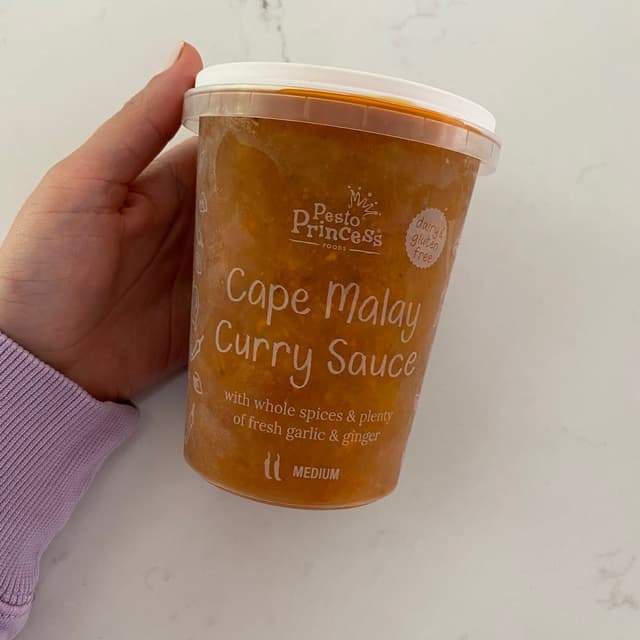 Pesto
Princess
FOODS
dairy &
gluten
free
Cape Malay
Curry Sauce
with whole spices & plenty
of fresh garlic & ginger
MEDIUM